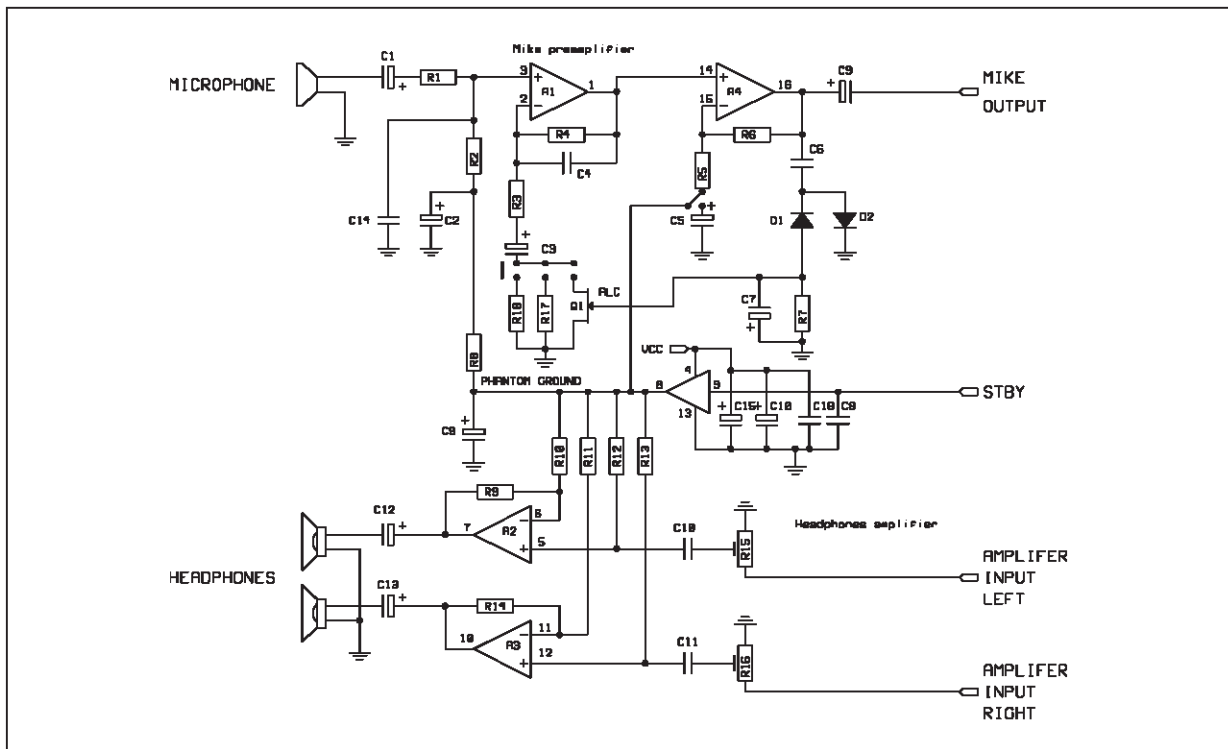 Mike preamplifier
C1
R1
3
2
A1
1
14
15
A4
16
C9
MICROPHONE
MIKE
OUTPUT
R4
C4
R6
C6
R2
R3
R5
C14
C2
C5
D1
D2
C3
ALC
Q1
R18
R17
C7
R7
VCC
R8
PHANTOM GROUND
8
4
13
9
STBY
C8
C15
C10
C18
C9
R10
R11
R12
R13
R9
C12
7
A2
6
5
C10
R15
Headphones amplifier
HEADPHONES
AMPLIFER
INPUT
LEFT
C13
R14
10
A3
11
12
C11
R16
AMPLIFER
INPUT
RIGHT